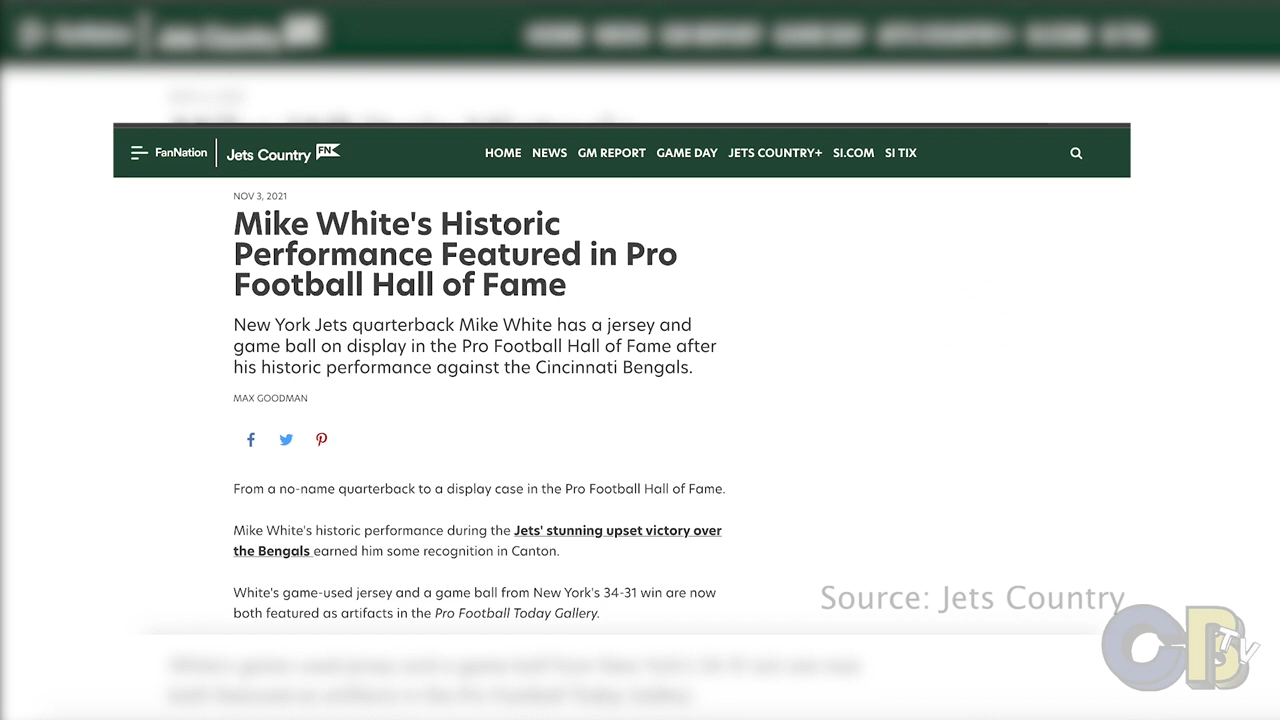 FanNation | Jets Country FN
HOME NEWS GM REPORT GAME DAY JETS COUNTRY+ SI.COM SI TIX
NOV 3, 2021
Mike White's Historic
Performance Featured in Pro
Football Hall of Fame
New York Jets quarterback Mike White has a jersey and
game ball on display in the Pro Football Hall of Fame after
his historic performance against the Cincinnati Bengals.
MAX GOODMAN
From a no-name quarterback to a display case in the Pro Football Hall of Fame.
Mike White's historic performance during the Jets' stunning upset victory over
the Bengals earned him some recognition in Canton.
White's game-used jersey and a game ball from New York's 34-31 win are now
both featured as artifacts in the Pro Football Today Gallery.
Source: Jets Country
CB TV